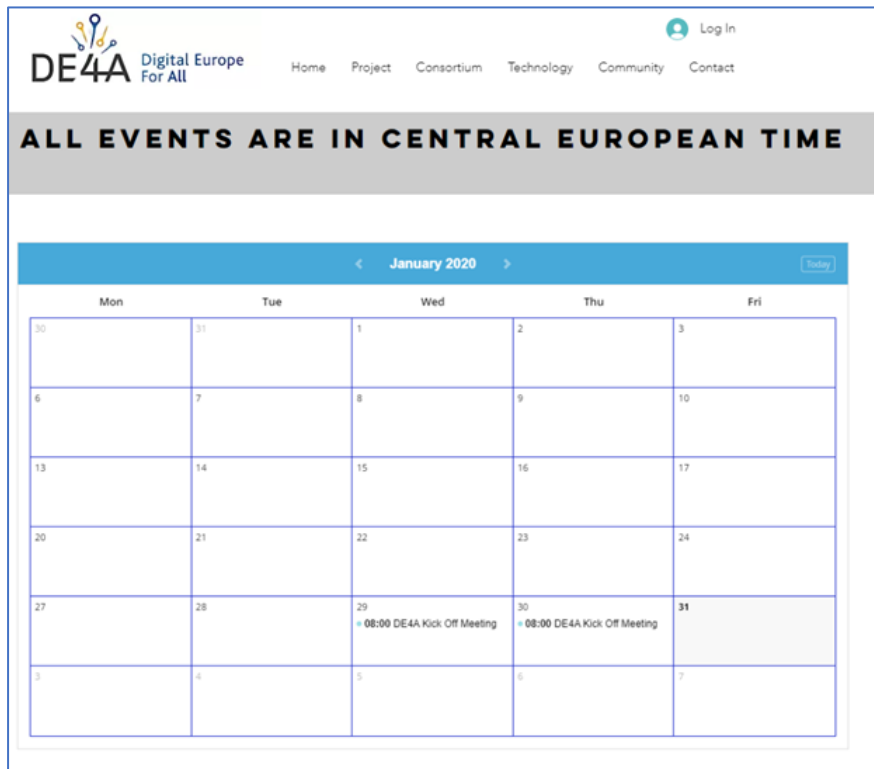 Log In
DE4A Digital Europe
For All
Home Project Consortium Technology Community Contact
ALL EVENTS ARE IN CENTRAL EUROPEAN TIME
January 2020 Today
Mon Tue Wed Thu Fri
30 31 1 2 3
6 7 8 9 10
13 14 15 16 17
20 21 22 23 24
27 28 29 30 31
08:00 DE4A Kick Off Meeting 08:00 DE4A Kick Off Meeting
3 4 5 6 7